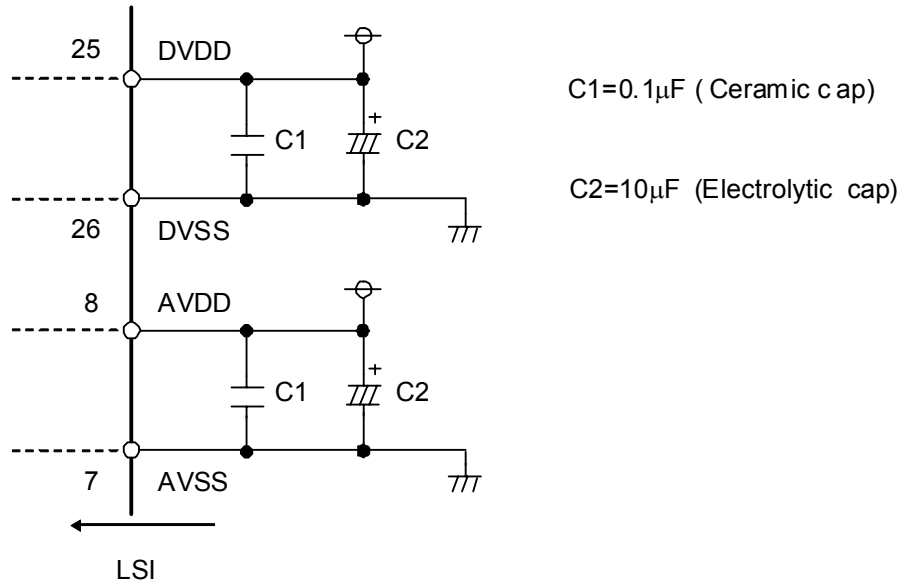 25 DVDD
C1=0.1μF ( Ceramic c ap)
+
C1 C2
C2=10μF (Electrolytic cap)
26 DVSS
8 AVDD
+
C1 C2
7 AVSS
LSI